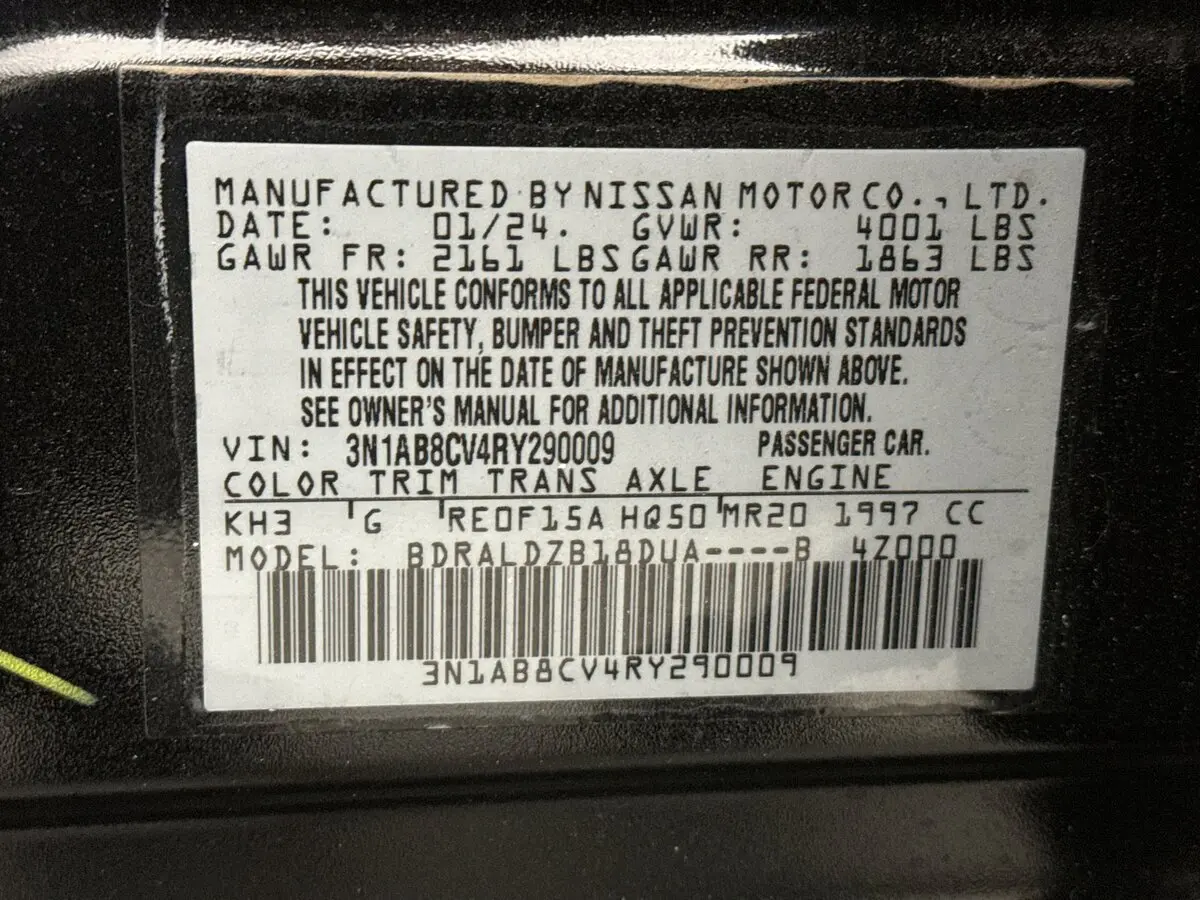 MANUFACTURED BY NISSAN MOTOR CO., LTD.
DATE: 01/24. GVWR: 4001 LBS
GAWR FR: 2161 LBS GAWR RR: 1863 LBS
THIS VEHICLE CONFORMS TO ALL APPLICABLE FEDERAL MOTOR
VEHICLE SAFETY, BUMPER AND THEFT PREVENTION STANDARDS
IN EFFECT ON THE DATE OF MANUFACTURE SHOWN ABOVE.
SEE OWNER'S MANUAL FOR ADDITIONAL INFORMATION.
VIN: 3N1AB8CV4RY290009 PASSENGER CAR.
COLOR TRIM TRANS AXLE ENGINE
KH3 G RE0F15A HQ50 MR20 1997 CC
MODEL: BDRALDZB18DUA----B 4Z000
3N1AB8CV4RY290009